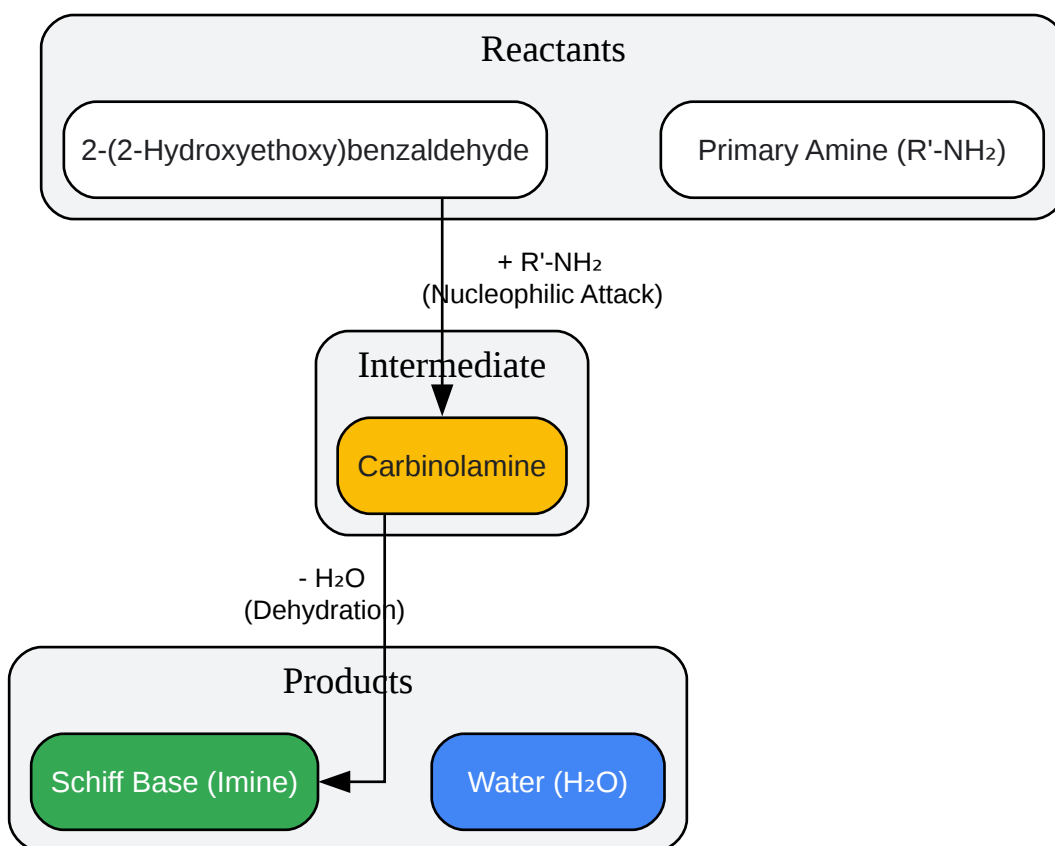 Reactants
2-(2-Hydroxyethoxy)benzaldehyde
Primary Amine (R'-NH₂)
+ R'-NH₂
(Nucleophilic Attack)
Intermediate
Carbinolamine
- H₂O
(Dehydration)
Products
Schiff Base (Imine)
Water (H₂O)